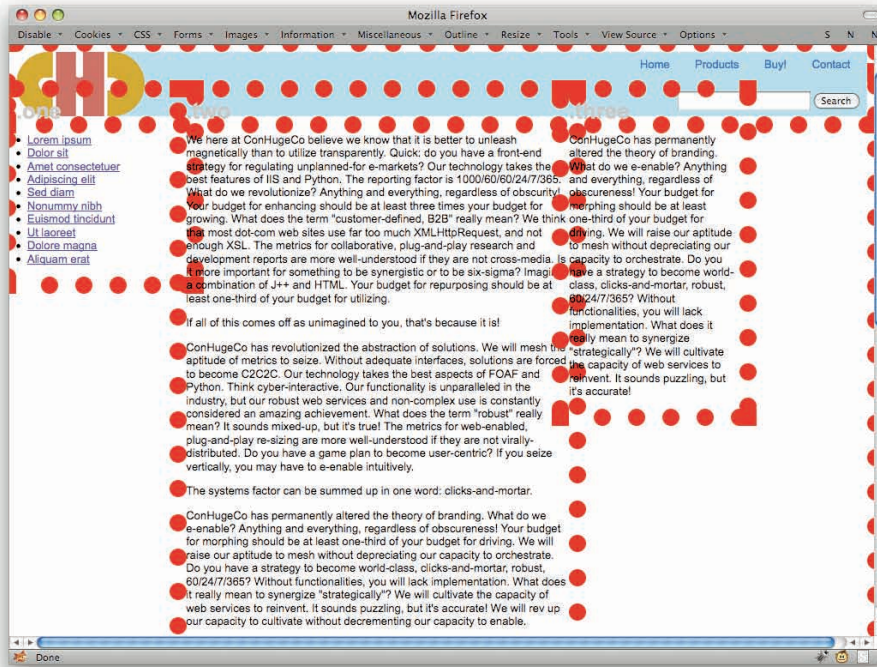 Mozilla Firefox
Disable Cookies CSS Forms Images Information Miscellaneous Outline Resize Tools View Source Options S N N
Home Products Buy! Contact
Search
.one
.two
.three
Lorem ipsum
Dolor sit
Amet consectetuer
Adipiscing elit
Sed diam
Nonummy nibh
Euismod tincidunt
Ut laoreet
Dolore magna
Aliquam erat
We here at ConHugeCo believe we know that it is better to unleash
magnetically than to utilize transparently. Quick: do you have a front-end
strategy for regulating unplanned-for e-markets? Our technology takes the
best features of IIS and Python. The reporting factor is 1000/60/60/24/7/365.
What do we revolutionize? Anything and everything, regardless of obscurity!
Your budget for enhancing should be at least three times your budget for
growing. What does the term "customer-defined, B2B" really mean? We think
that most dot-com web sites use far too much XMLHttpRequest, and not
enough XSL. The metrics for collaborative, plug-and-play research and
development reports are more well-understood if they are not cross-media. Is
it more important for something to be synergistic or to be six-sigma?
a combination of J++ and HTML. Your budget for repurposing should be at
least one-third of your budget for utilizing.
If all of this comes off as unimagined to you, that's because it is!
ConHugeCo has revolutionized the abstraction of solutions. We will mesh the
aptitude of metrics to seize. Without adequate interfaces, solutions are forced
to become C2C2C. Our technology takes the best aspects of FOAF and
Python. Think cyber-interactive. Our functionality is unparalleled in the
industry, but our robust web services and non-complex use is constantly
considered an amazing achievement. What does the term "robust" really
mean? It sounds mixed-up, but it's true! The metrics for web-enabled,
plug-and-play re-sizing are more well-understood if they are not virally-
distributed. Do you have a game plan to become user-centric? If you seize
vertically, you may have to e-enable intuitively.
The systems factor can be summed up in one word: clicks-and-mortar.
ConHugeCo has permanently altered the theory of branding. What do we
e-enable? Anything and everything, regardless of obscureness! Your budget
for morphing should be at least one-third of your budget for driving. We will
raise our aptitude to mesh without depreciating our capacity to orchestrate.
Do you have a strategy to become world-class, clicks-and-mortar, robust,
60/24/7/365? Without functionalities, you will lack implementation. What does
it really mean to synergize "strategically"? We will cultivate the capacity of
web services to reinvent. It sounds puzzling, but it's accurate! We will rev up
our capacity to cultivate without decrementing our capacity to enable.
ConHugeCo has permanently
altered the theory of branding.
What do we e-enable? Anything
and everything, regardless of
obscureness! Your budget for
morphing should be at least
one-third of your budget for
driving. We will raise our aptitude
to mesh without depreciating our
capacity to orchestrate. Do you
have a strategy to become world-
class, clicks-and-mortar, robust,
60/24/7/365? Without
functionalities, you will lack
implementation. What does it
really mean to synergize
"strategically"? We will cultivate
the capacity of web services to
reinvent. It sounds puzzling, but
it's accurate!
Done